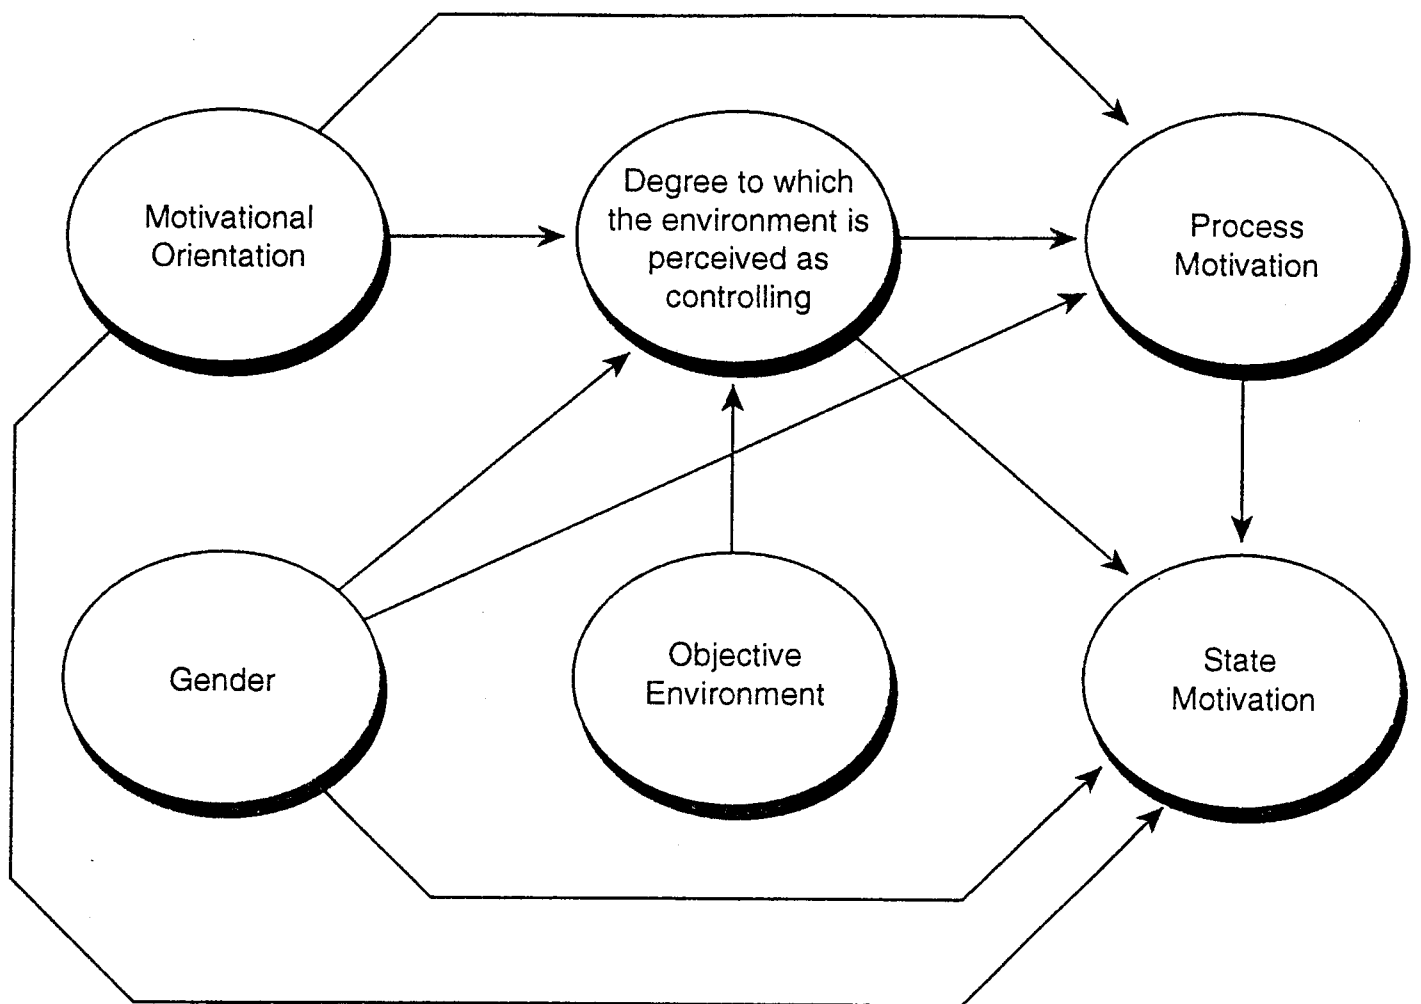 Motivational
Orientation
Degree to which
the environment is
perceived as
controlling
Process
Motivation
Gender
Objective
Environment
State
Motivation